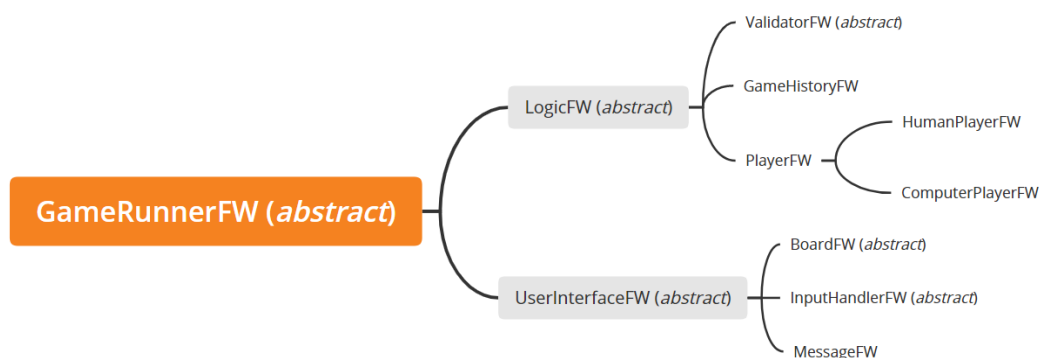 GameRunnerFW (abstract)
LogicFW (abstract)
ValidatorFW (abstract)
GameHistoryFW
PlayerFW
HumanPlayerFW
ComputerPlayerFW
UserInterfaceFW (abstract)
BoardFW (abstract)
InputHandlerFW (abstract)
MessageFW